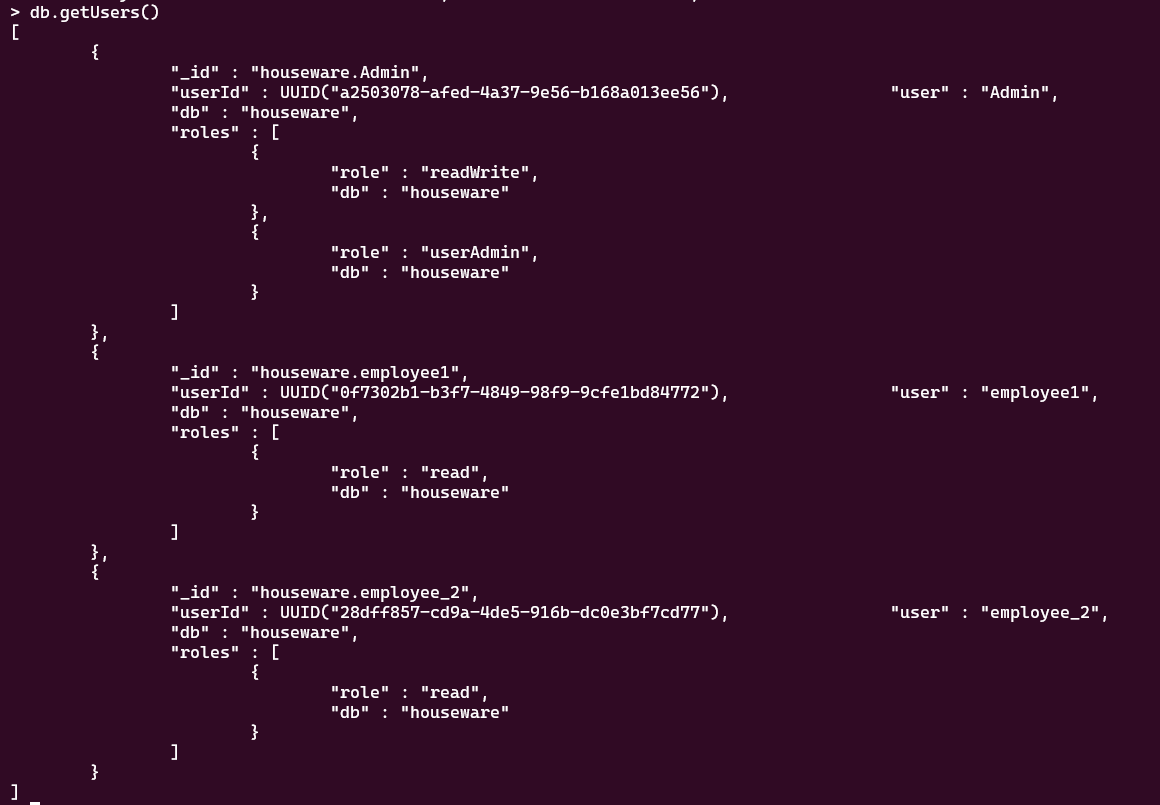 > db.getUsers()
[
        {
                "_id" : "houseware.Admin",
                "userId" : UUID("a2503078-afed-4a37-9e56-b168a013ee56"),                "user" : "Admin",
                "db" : "houseware",
                "roles" : [
                        {
                                "role" : "readWrite",
                                "db" : "houseware"
                        },
                        {
                                "role" : "userAdmin",
                                "db" : "houseware"
                        }
                ]
        },
        {
                "_id" : "houseware.employee1",
                "userId" : UUID("0f7302b1-b3f7-4849-98f9-9cfe1bd84772"),                "user" : "employee1",
                "db" : "houseware",
                "roles" : [
                        {
                                "role" : "read",
                                "db" : "houseware"
                        }
                ]
        },
        {
                "_id" : "houseware.employee_2",
                "userId" : UUID("28dff857-cd9a-4de5-916b-dc0e3bf7cd77"),                "user" : "employee_2",
                "db" : "houseware",
                "roles" : [
                        {
                                "role" : "read",
                                "db" : "houseware"
                        }
                ]
        }
]